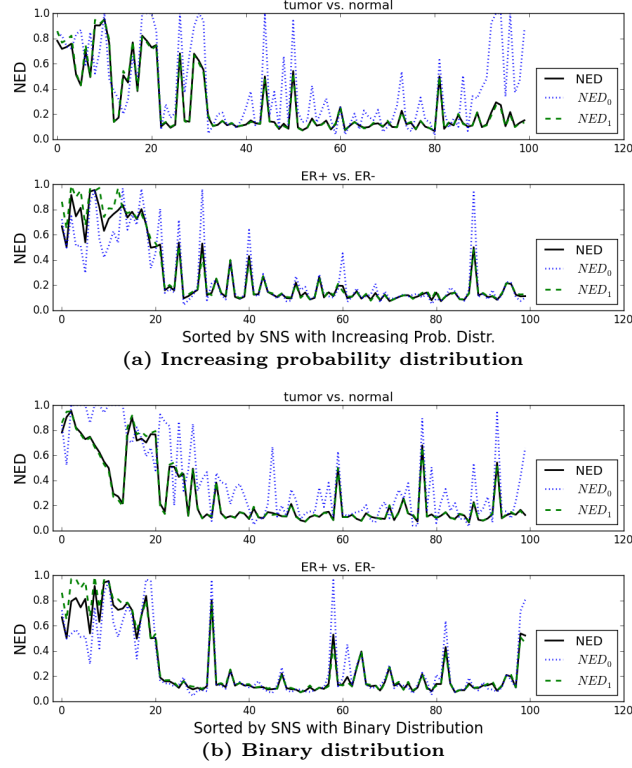 tumor vs. normal
1.0
0.8
0.6
0.4
0.2
0.0
NED
NED
NED₀
NED₁
0 20 40 60 80 100 120
ER+ vs. ER-
1.0
0.8
0.6
0.4
0.2
0.0
NED
NED
NED₀
NED₁
0 20 40 60 80 100 120
Sorted by SNS with Increasing Prob. Distr.
(a) Increasing probability distribution
tumor vs. normal
1.0
0.8
0.6
0.4
0.2
0.0
NED
NED
NED₀
NED₁
0 20 40 60 80 100 120
ER+ vs. ER-
1.0
0.8
0.6
0.4
0.2
0.0
NED
NED
NED₀
NED₁
0 20 40 60 80 100 120
Sorted by SNS with Binary Distribution
(b) Binary distribution